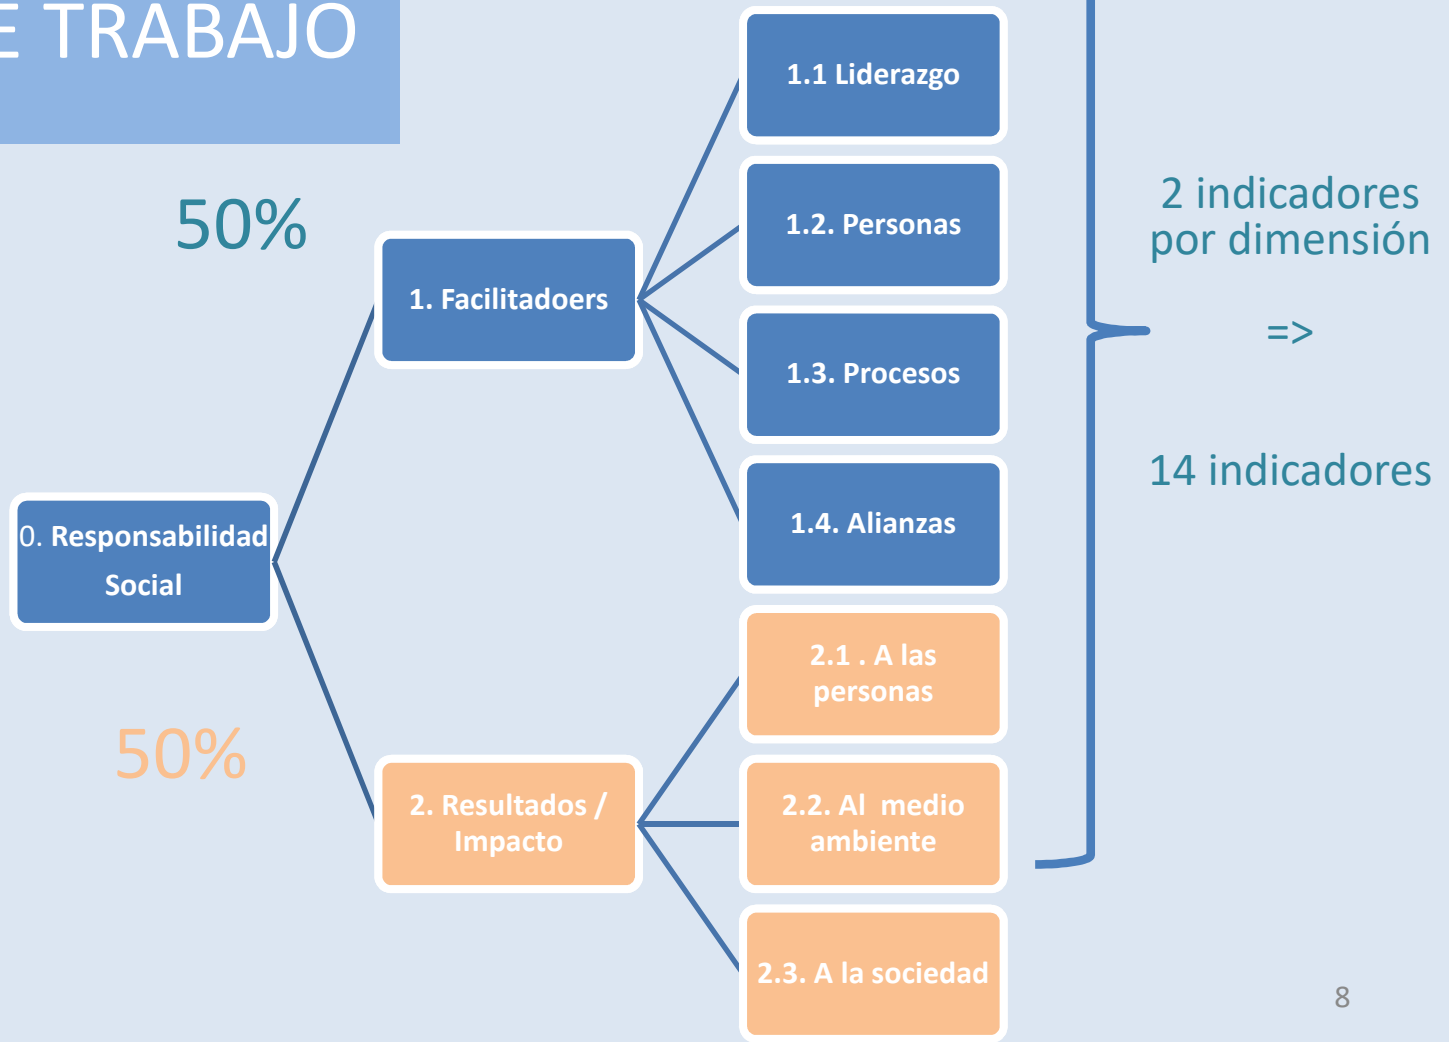 E TRABAJO
50%
1. Facilitadoers
0. Responsabilidad
Social
50%
2. Resultados /
Impacto
1.1 Liderazgo
1.2. Personas
1.3. Procesos
1.4. Alianzas
2.1 . A las
personas
2.2. Al  medio
ambiente
2.3. A la sociedad
2 indicadores
por dimensión
=>
14 indicadores
8